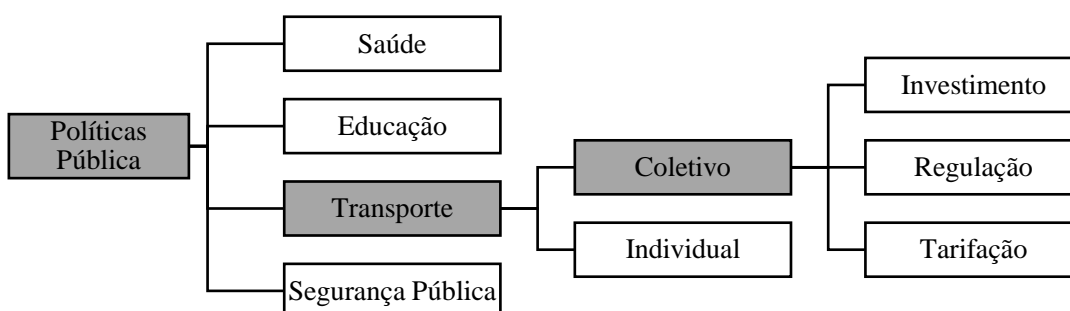 Políticas
Pública
Saúde
Educação
Transporte
Segurança Pública
Coletivo
Individual
Investimento
Regulação
Tarifação